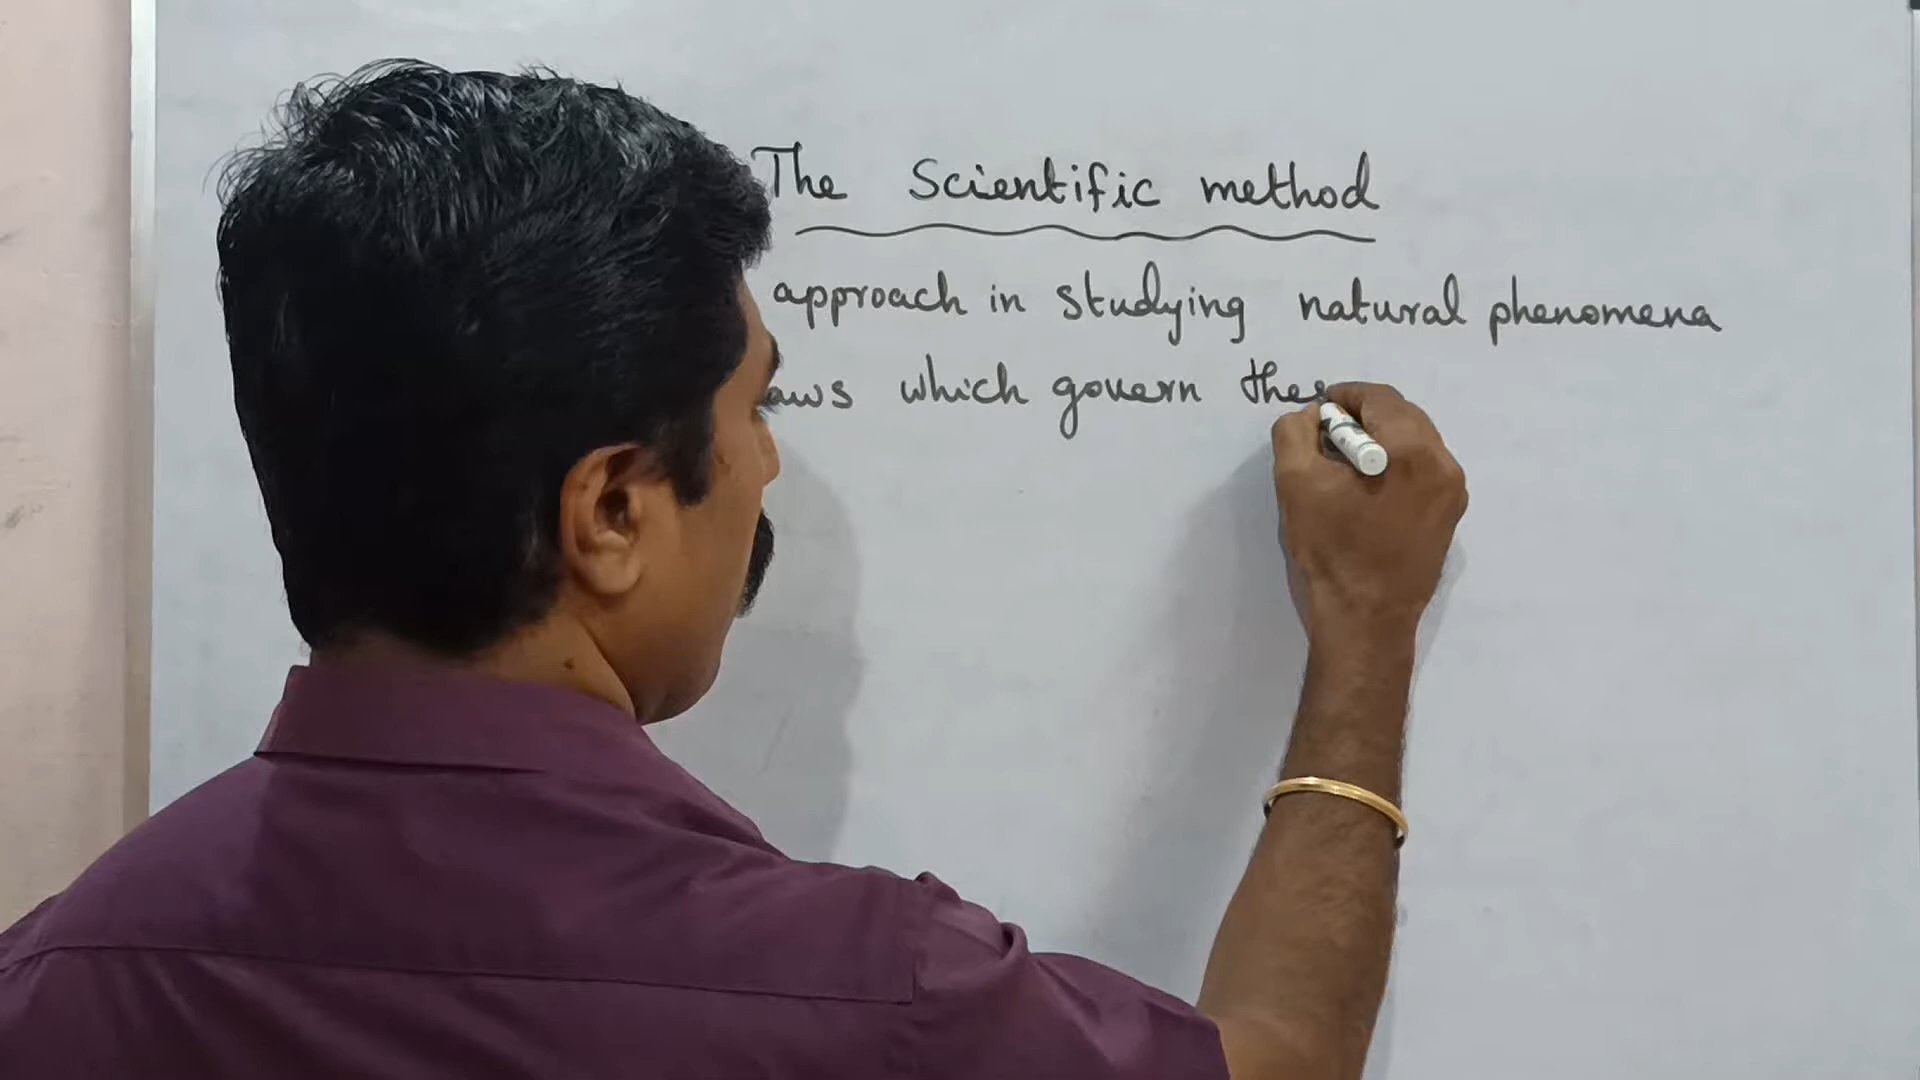 The Scientific method
approach in studying natural phenomena
which govern